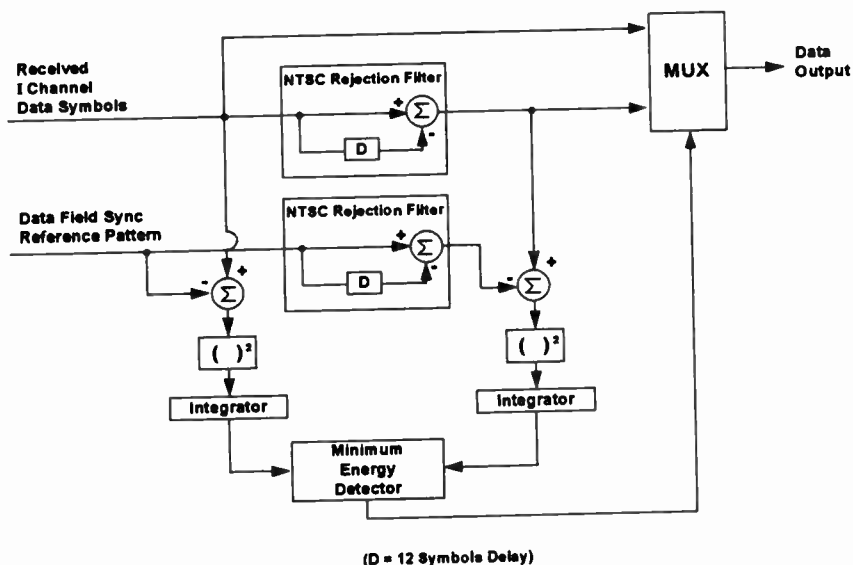 Received
I Channel
Data Symbols
NTSC Rejection Filter
+
Σ
-
D
MUX
Data
Output
Data Field Sync
Reference Pattern
NTSC Rejection Filter
+
Σ
-
D
-
+
Σ
-
+
Σ
( )²
( )²
Integrator
Integrator
Minimum
Energy
Detector
(D = 12 Symbols Delay)